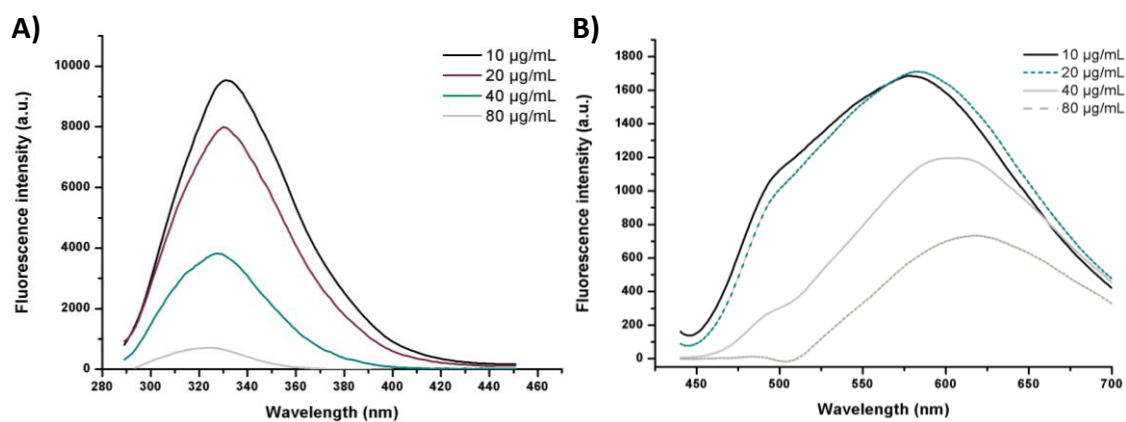 A)
10 µg/mL
20 µg/mL
40 µg/mL
80 µg/mL
Fluorescence intensity (a.u.)
10000
8000
6000
4000
2000
0
280 300 320 340 360 380 400 420 440 460
Wavelength (nm)
B)
10 µg/mL
20 µg/mL
40 µg/mL
80 µg/mL
Fluorescence intensity (a.u.)
1800
1600
1400
1200
1000
800
600
400
200
0
450 500 550 600 650 700
Wavelength (nm)